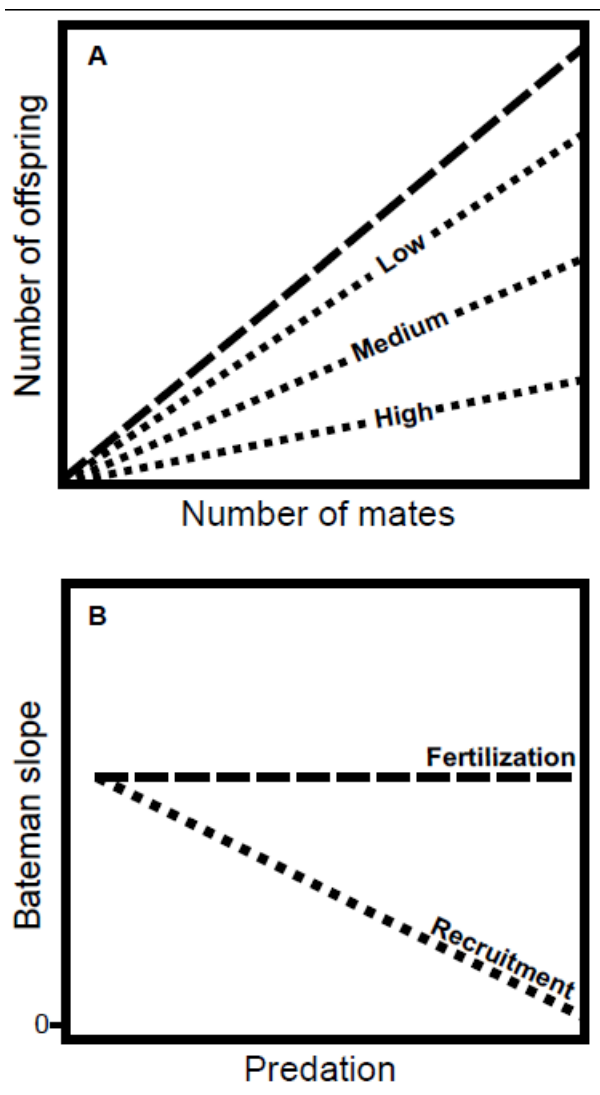 A
Number of offspring
Low
Medium
High
Number of mates
B
Bateman slope
Fertilization
Recruitment
0
Predation